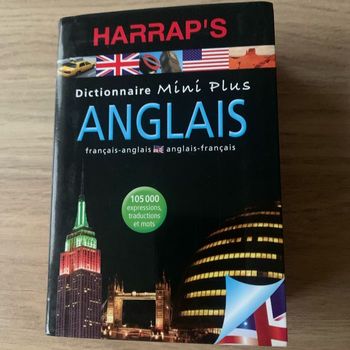 HARRAP'S
Dictionnaire Mini Plus
ANGLAIS
français-anglais anglais-français
105 000
expressions,
traductions
et mots